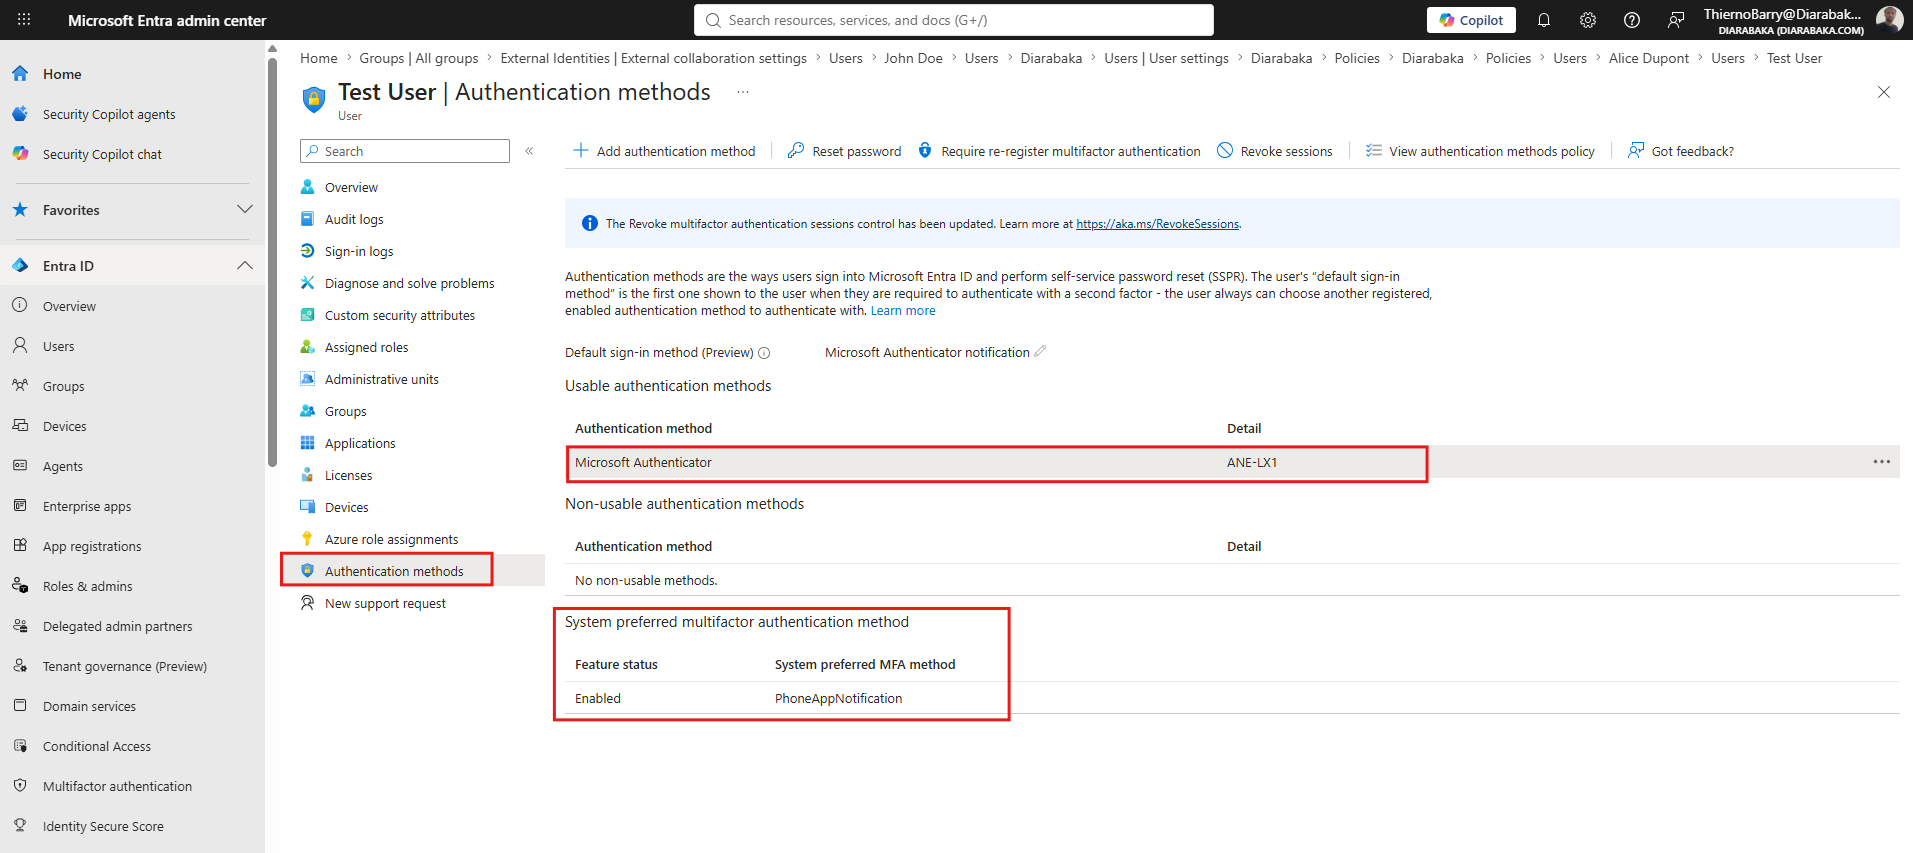 Microsoft Entra admin center
Search resources, services, and docs (G+/)
Copilot
ThiernoBarry@Diarabak...
DIARABAKA (DIARABAKA.COM)
Home
Security Copilot agents
Security Copilot chat
Favorites
Entra ID
Overview
Users
Groups
Devices
Agents
Enterprise apps
App registrations
Roles & admins
Delegated admin partners
Tenant governance (Preview)
Domain services
Conditional Access
Multifactor authentication
Identity Secure Score
Home > Groups | All groups > External Identities | External collaboration settings > Users > John Doe > Users > Diarabaka > Users | User settings > Diarabaka > Policies > Diarabaka > Policies > Users > Alice Dupont > Users > Test User
Test User | Authentication methods ...
User
Search
Overview
Audit logs
Sign-in logs
Diagnose and solve problems
Custom security attributes
Assigned roles
Administrative units
Groups
Applications
Licenses
Devices
Azure role assignments
Authentication methods
New support request
Add authentication method | Reset password Require re-register multifactor authentication Revoke sessions | View authentication methods policy | Got feedback?
The Revoke multifactor authentication sessions control has been updated. Learn more at https://aka.ms/RevokeSessions.
Authentication methods are the ways users sign into Microsoft Entra ID and perform self-service password reset (SSPR). The user's "default sign-in
method" is the first one shown to the user when they are required to authenticate with a second factor - the user always can choose another registered,
enabled authentication method to authenticate with. Learn more
Default sign-in method (Preview) Microsoft Authenticator notification
Usable authentication methods
Authentication method Detail
Microsoft Authenticator ANE-LX1
Non-usable authentication methods
Authentication method Detail
No non-usable methods.
System preferred multifactor authentication method
Feature status System preferred MFA method
Enabled PhoneAppNotification